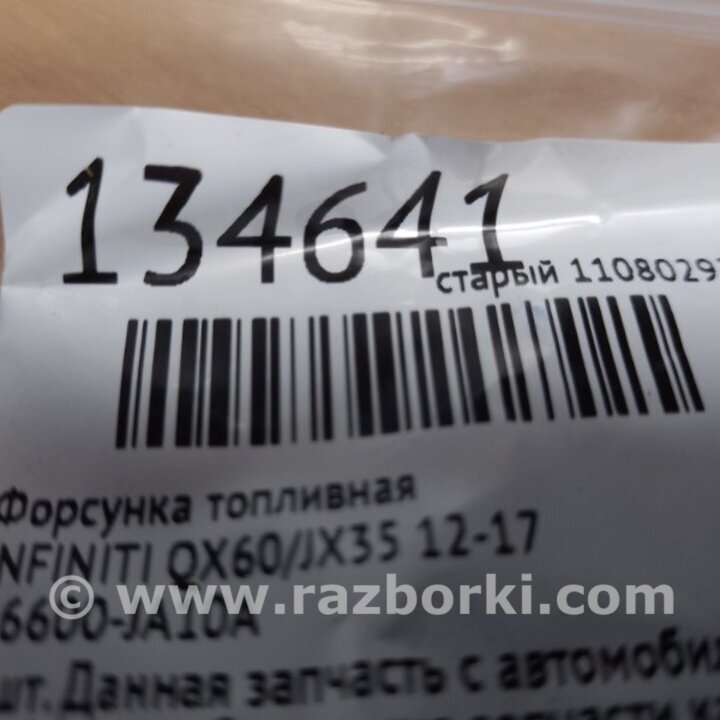 134641
старый 1108029
Форсунка топливная
NFINITI QX60/JX35 12-17
© www.razborki.com
6600-JA10A
шт. Данная запчасть с автомоби